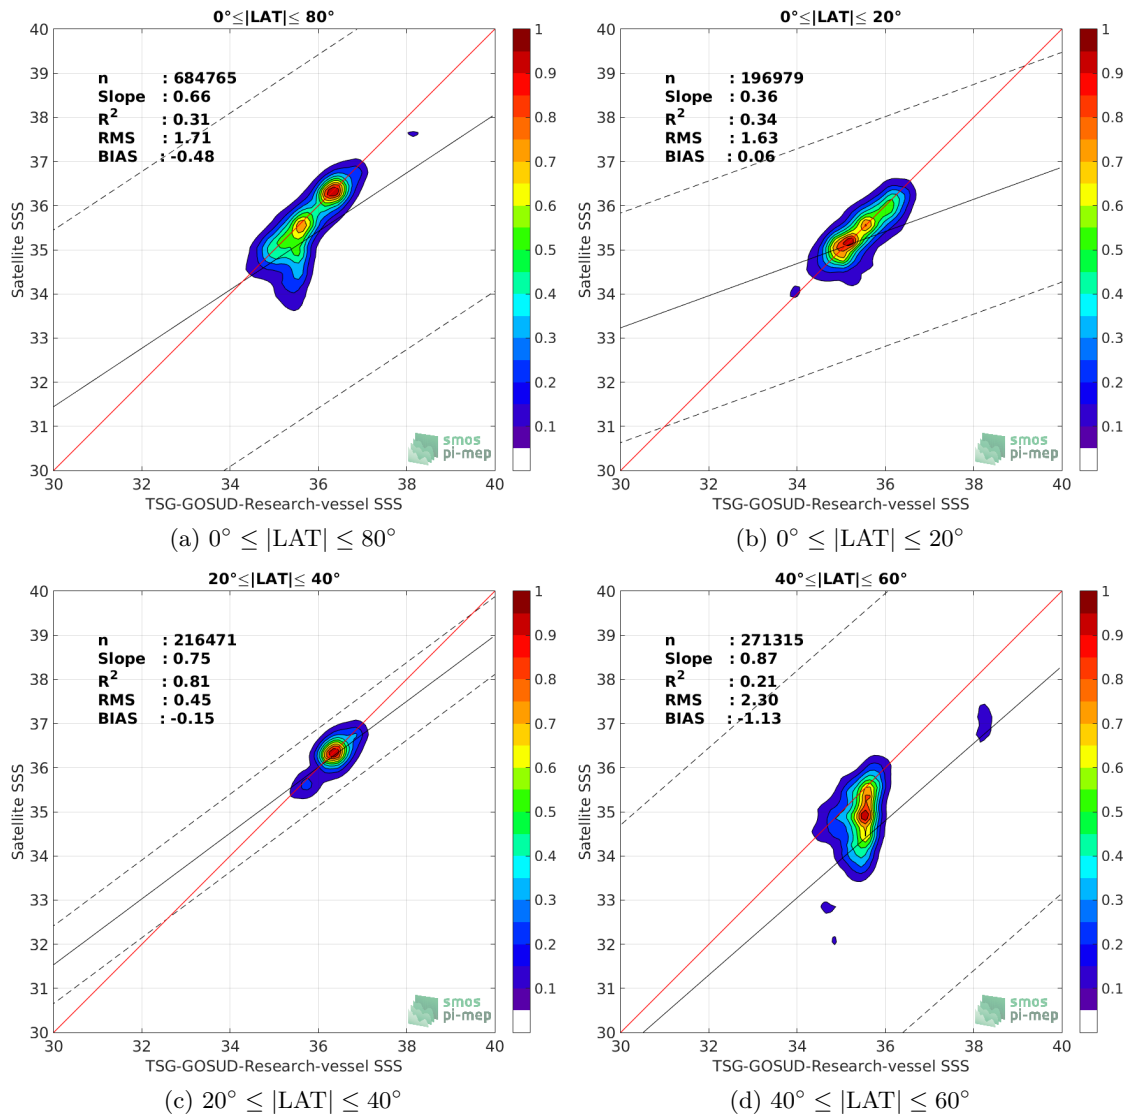 0°≤|LAT|≤ 80°
n : 684765
Slope : 0.66
R² : 0.31
RMS : 1.71
BIAS : -0.48
40
39
38
37
36
35
34
33
32
31
30
30 32 34 36 38 40
Satellite SSS
TSG-GOSUD-Research-vessel SSS
1
0.9
0.8
0.7
0.6
0.5
0.4
0.3
0.2
0.1
smos
pi-mep
(a) 0° ≤ |LAT| ≤ 80°
0°≤|LAT|≤ 20°
n : 196979
Slope : 0.36
R² : 0.34
RMS : 1.63
BIAS : 0.06
40
39
38
37
36
35
34
33
32
31
30
30 32 34 36 38 40
Satellite SSS
TSG-GOSUD-Research-vessel SSS
1
0.9
0.8
0.7
0.6
0.5
0.4
0.3
0.2
0.1
smos
pi-mep
(b) 0° ≤ |LAT| ≤ 20°
20°≤|LAT|≤ 40°
n : 216471
Slope : 0.75
R² : 0.81
RMS : 0.45
BIAS : -0.15
40
39
38
37
36
35
34
33
32
31
30
30 32 34 36 38 40
Satellite SSS
TSG-GOSUD-Research-vessel SSS
1
0.9
0.8
0.7
0.6
0.5
0.4
0.3
0.2
0.1
smos
pi-mep
(c) 20° ≤ |LAT| ≤ 40°
40°≤|LAT|≤ 60°
n : 271315
Slope : 0.87
R² : 0.21
RMS : 2.30
BIAS : -1.13
40
39
38
37
36
35
34
33
32
31
30
30 32 34 36 38 40
Satellite SSS
TSG-GOSUD-Research-vessel SSS
1
0.9
0.8
0.7
0.6
0.5
0.4
0.3
0.2
0.1
smos
pi-mep
(d) 40° ≤ |LAT| ≤ 60°